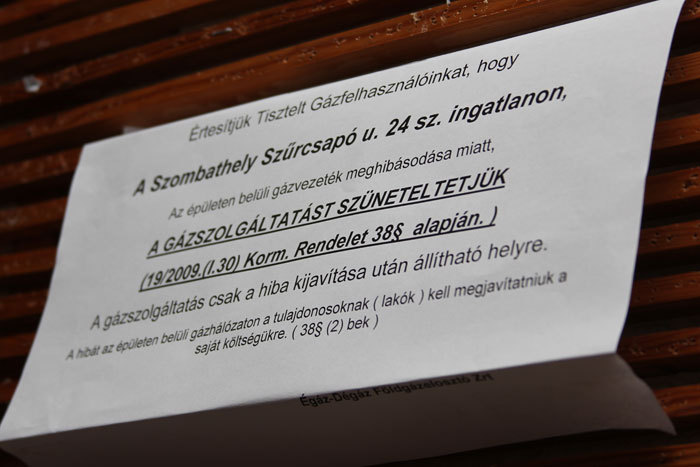 Értesítjük Tisztelt Gázfelhasználóinkat, hogy
A Szombathely Szűrcsapó u. 24 sz. ingatlanon,
Az épületen belüli gázvezeték meghibásodása miatt,
A GÁZSZOLGÁLTATÁST SZÜNETELTETJÜK
(19/2009.(I.30) Korm. Rendelet 38§ alapján. )
A gázszolgáltatás csak a hiba kijavítása után állítható helyre.
A hibát az épületen belüli gázhálózaton a tulajdonosoknak ( lakók ) kell megjavítatniuk a
saját költségükre. ( 38§ (2) bek )
Égáz-Dégáz Földgázelosztó Zrt